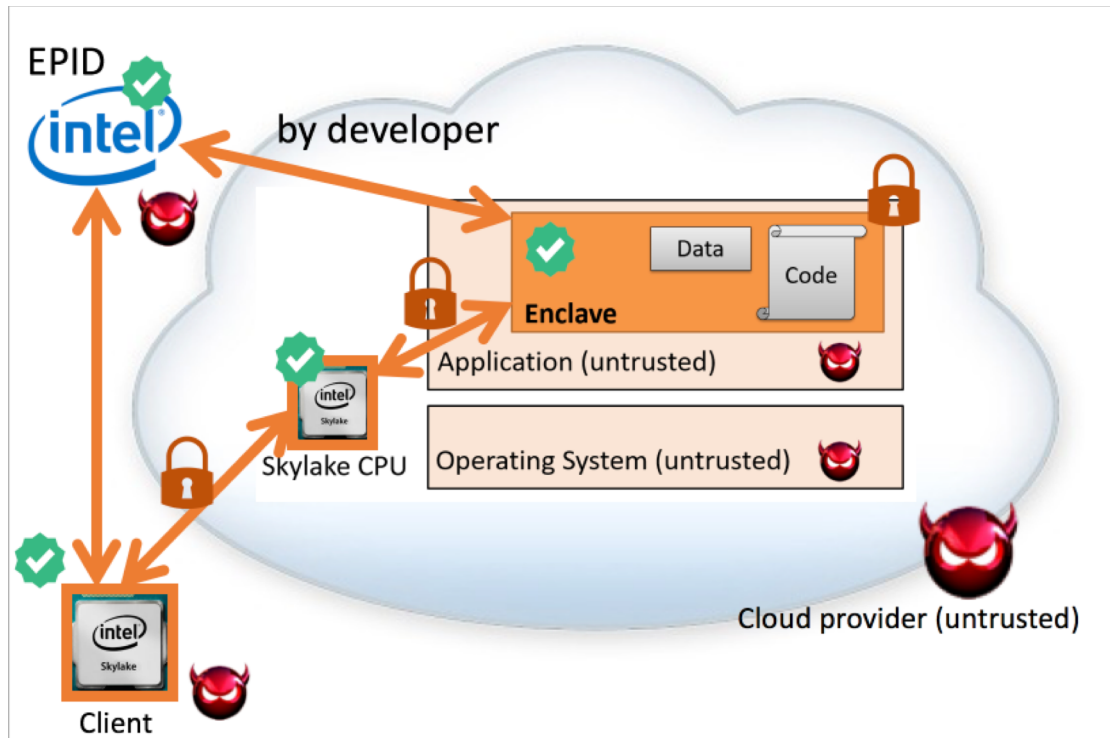 EPID
intel
by developer
Data
Code
Enclave
Application (untrusted)
intel
Skylake
Skylake CPU
Operating System (untrusted)
Cloud provider (untrusted)
intel
Skylake
Client